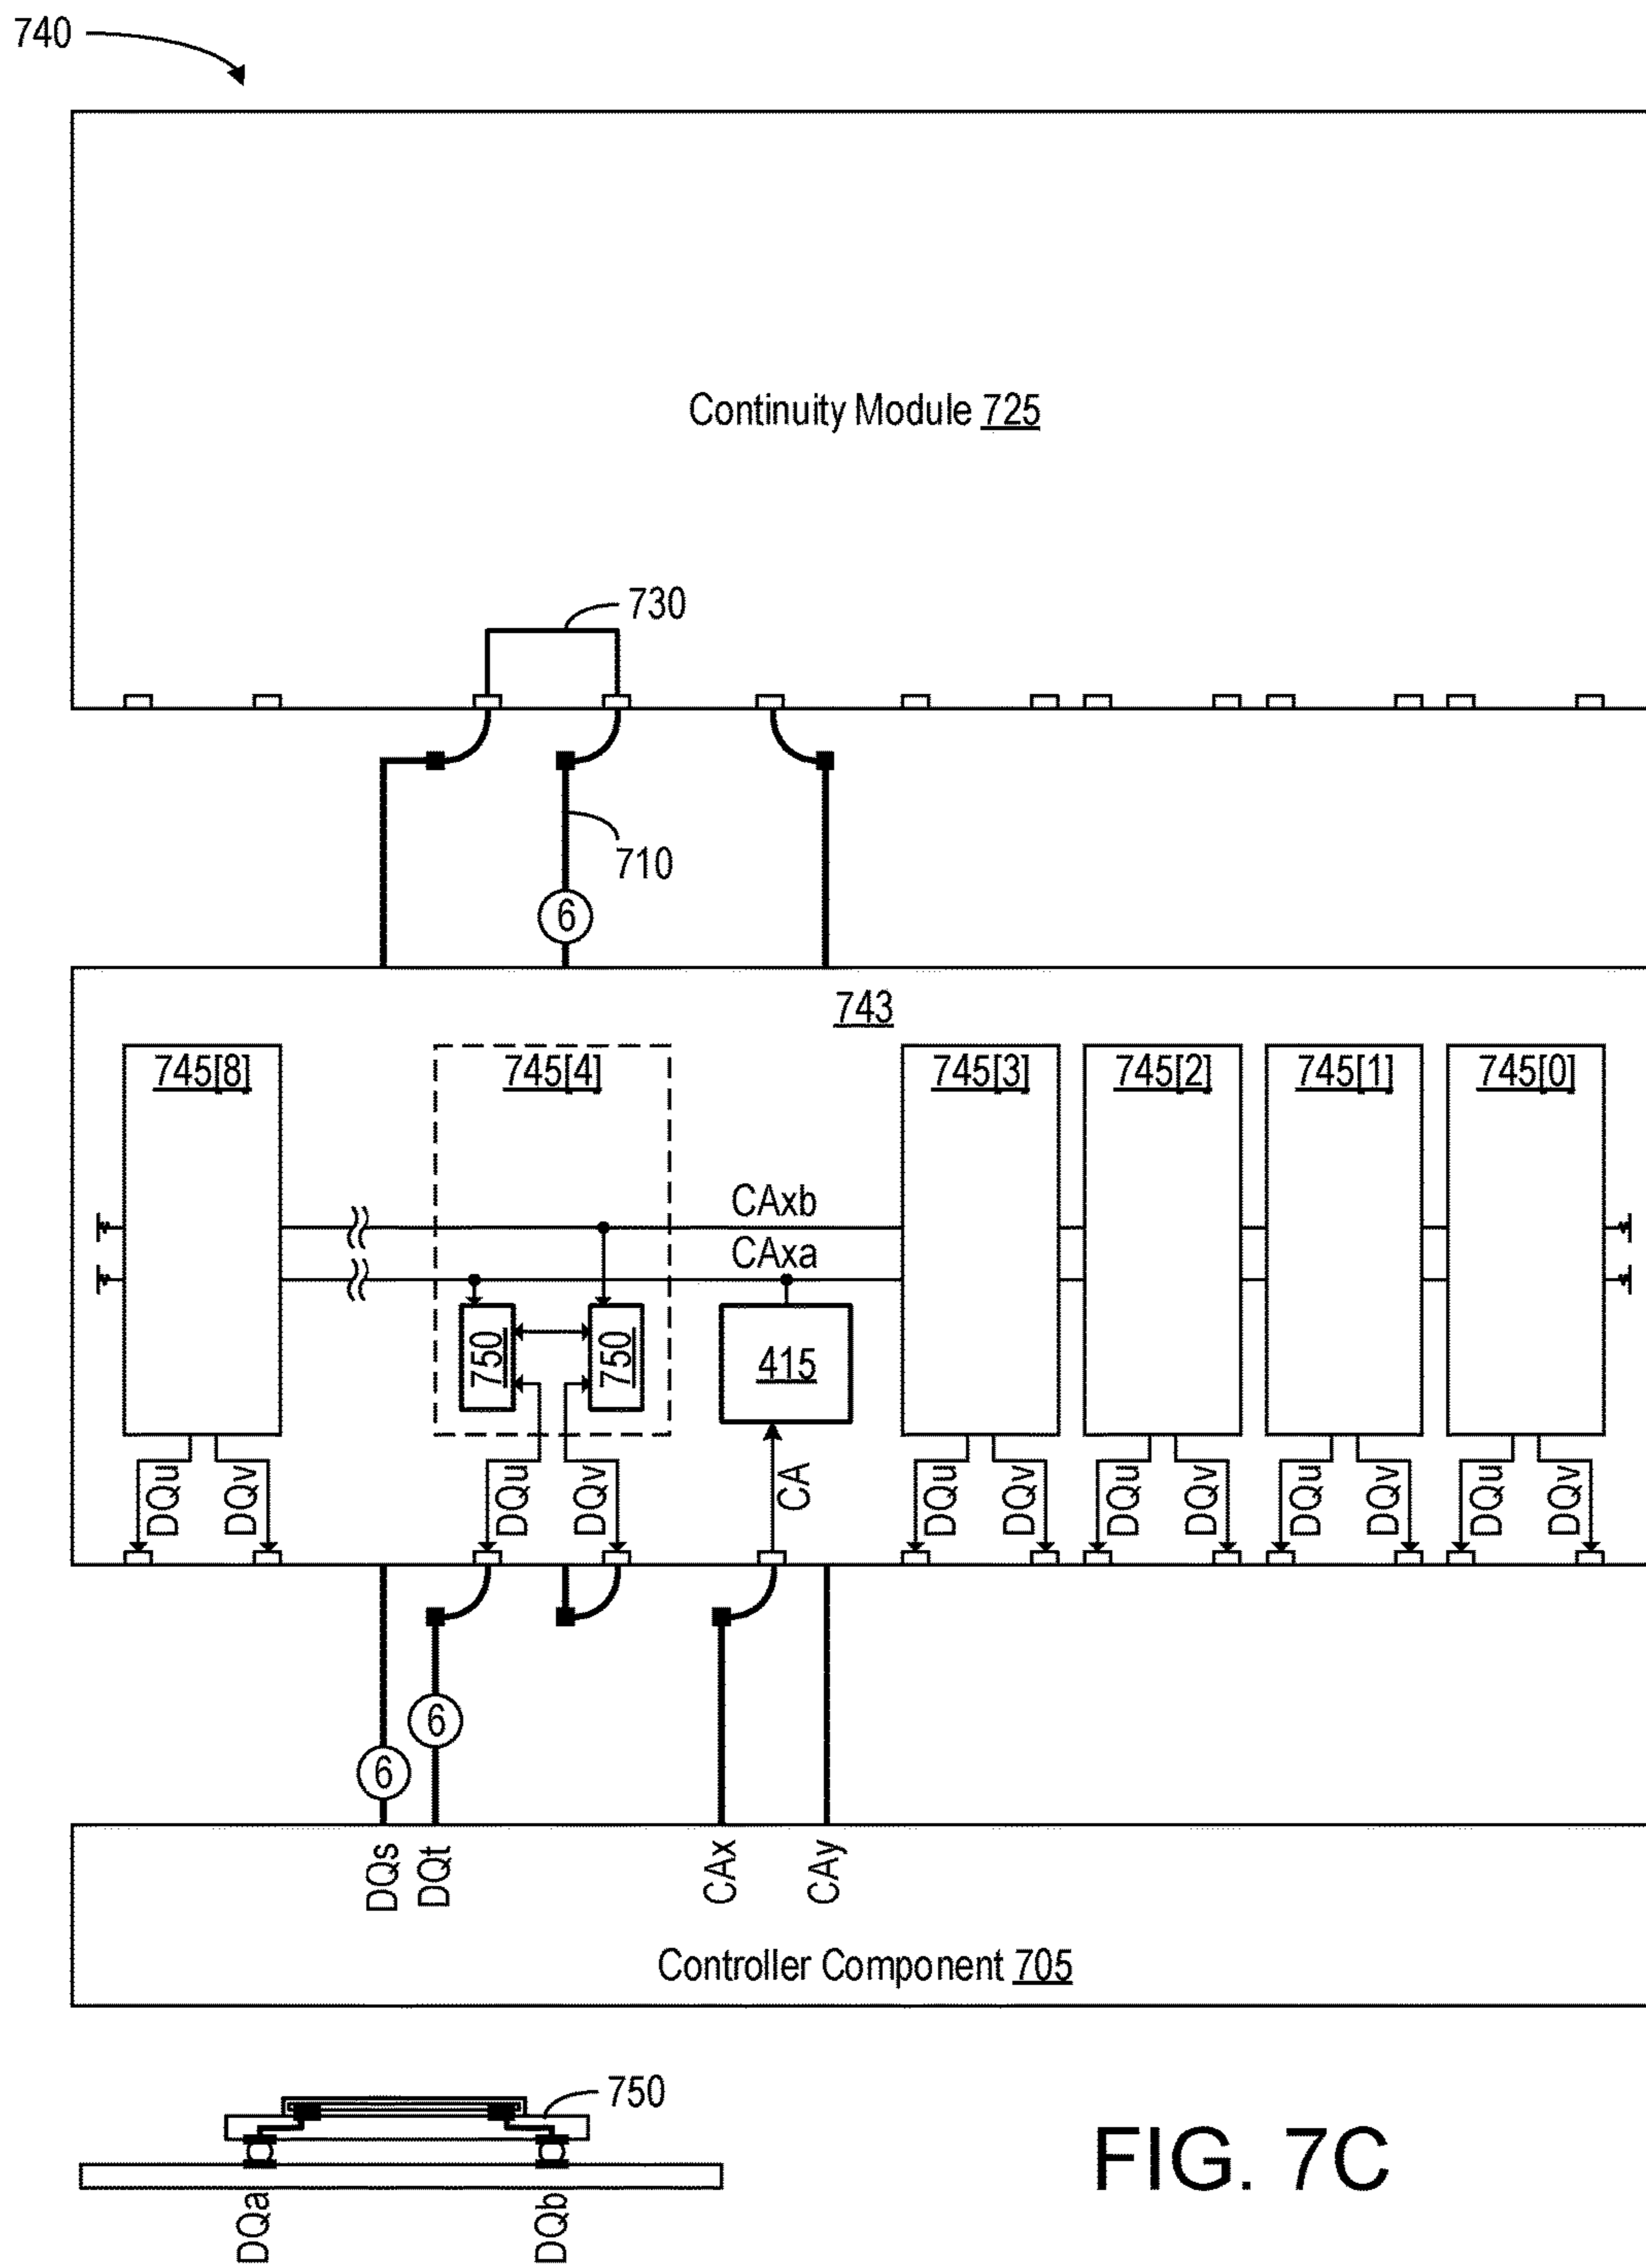 740
Continuity Module 725
730
710
6
743
745[8] 745[4] 745[3] 745[2] 745[1] 745[0]
CAxb
CAxa
750 750 415
DQu DQv DQu DQv CA DQu DQv DQu DQv DQu DQv DQu DQv
6
6
DQs DQt CAx CAy
Controller Component 705
750
DQa DQb
FIG. 7C